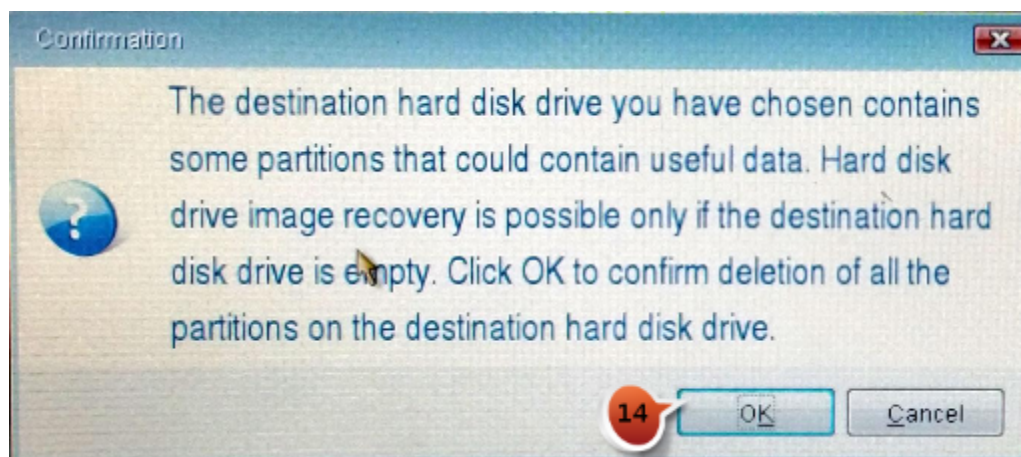 Confirmation
The destination hard disk drive you have chosen contains
some partitions that could contain useful data. Hard disk
drive image recovery is possible only if the destination hard
disk drive is empty. Click OK to confirm deletion of all the
partitions on the destination hard disk drive.
14 OK Cancel